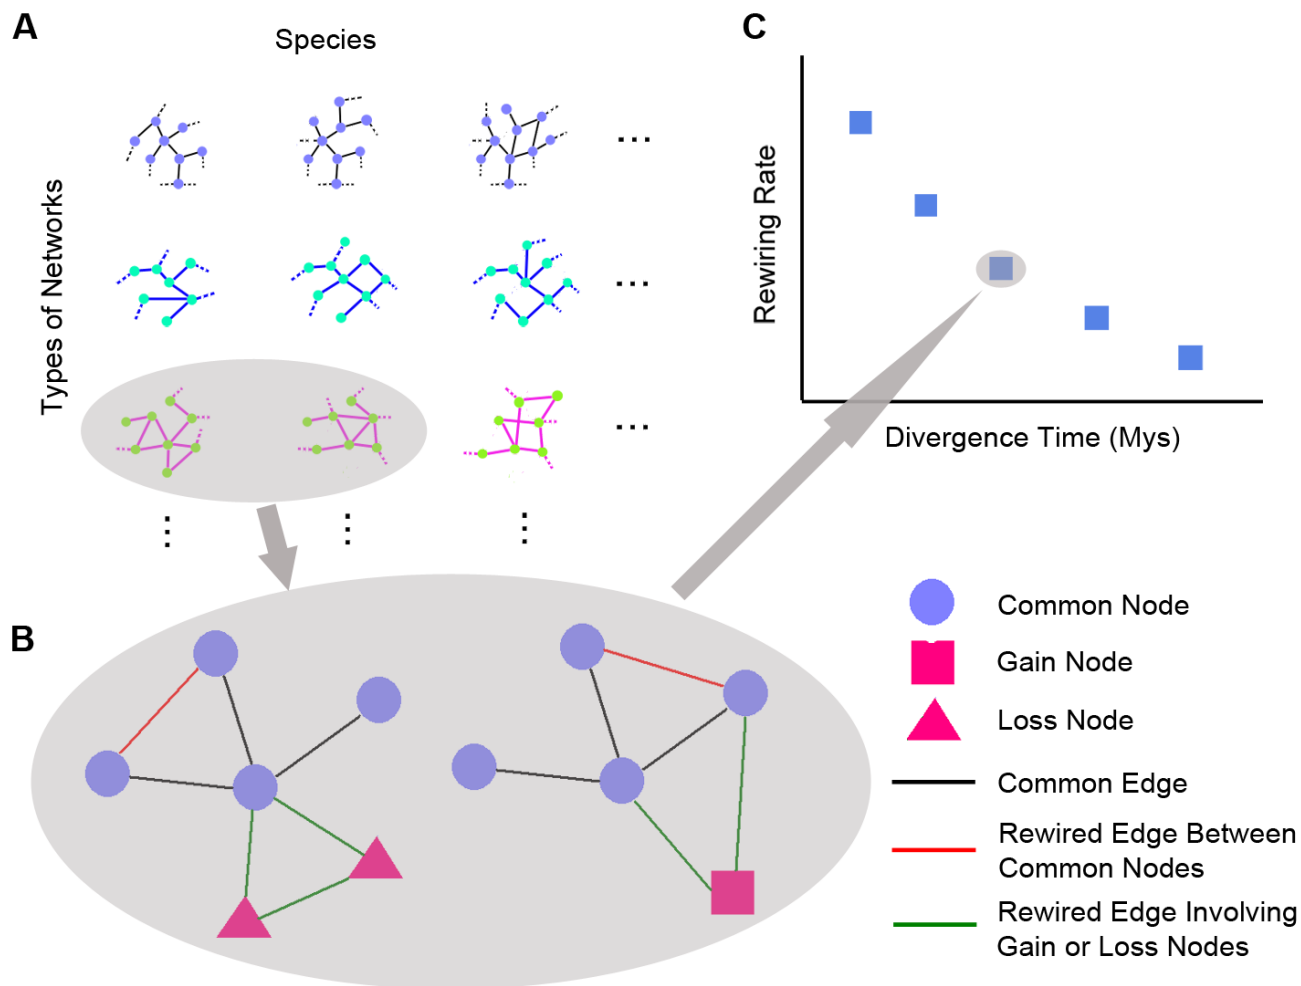 A
Species
Types of Networks
C
Rewiring Rate
Divergence Time (Mys)
B
Common Node
Gain Node
Loss Node
Common Edge
Rewired Edge Between
Common Nodes
Rewired Edge Involving
Gain or Loss Nodes